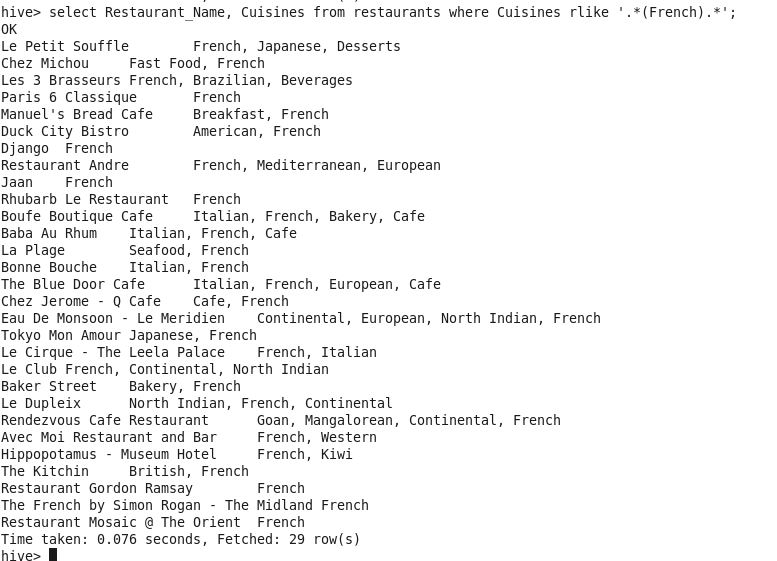 hive> select Restaurant_Name, Cuisines from restaurants where Cuisines rlike '.*(French).*';
OK
Le Petit Souffle        French, Japanese, Desserts
Chez Michou     Fast Food, French
Les 3 Brasseurs French, Brazilian, Beverages
Paris 6 Classique       French
Manuel's Bread Cafe     Breakfast, French
Duck City Bistro        American, French
Django  French
Restaurant Andre        French, Mediterranean, European
Jaan    French
Rhubarb Le Restaurant   French
Boufe Boutique Cafe     Italian, French, Bakery, Cafe
Baba Au Rhum    Italian, French, Cafe
La Plage        Seafood, French
Bonne Bouche    Italian, French
The Blue Door Cafe      Italian, French, European, Cafe
Chez Jerome - Q Cafe    Cafe, French
Eau De Monsoon - Le Meridien    Continental, European, North Indian, French
Tokyo Mon Amour Japanese, French
Le Cirque - The Leela Palace    French, Italian
Le Club French, Continental, North Indian
Baker Street    Bakery, French
Le Dupleix      North Indian, French, Continental
Rendezvous Cafe Restaurant      Goan, Mangalorean, Continental, French
Avec Moi Restaurant and Bar     French, Western
Hippopotamus - Museum Hotel     French, Kiwi
The Kitchin     British, French
Restaurant Gordon Ramsay        French
The French by Simon Rogan - The Midland French
Restaurant Mosaic @ The Orient  French
Time taken: 0.076 seconds, Fetched: 29 row(s)
hive>